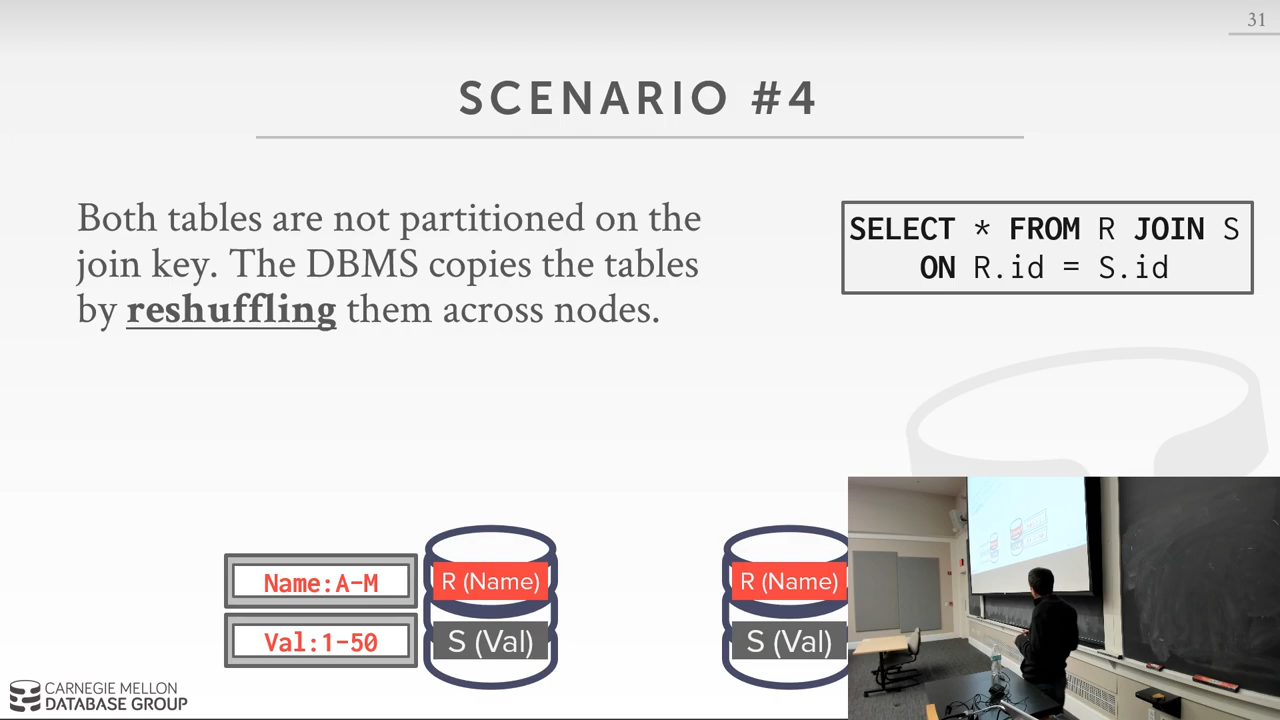 31
SCENARIO #4
Both tables are not partitioned on the
join key. The DBMS copies the tables
by reshuffling them across nodes.
SELECT * FROM R JOIN S
ON R.id = S.id
Name:A-M
R (Name)
R (Name)
Val:1-50
S (Val)
S (Val)
CARNEGIE MELLON
DATABASE GROUP